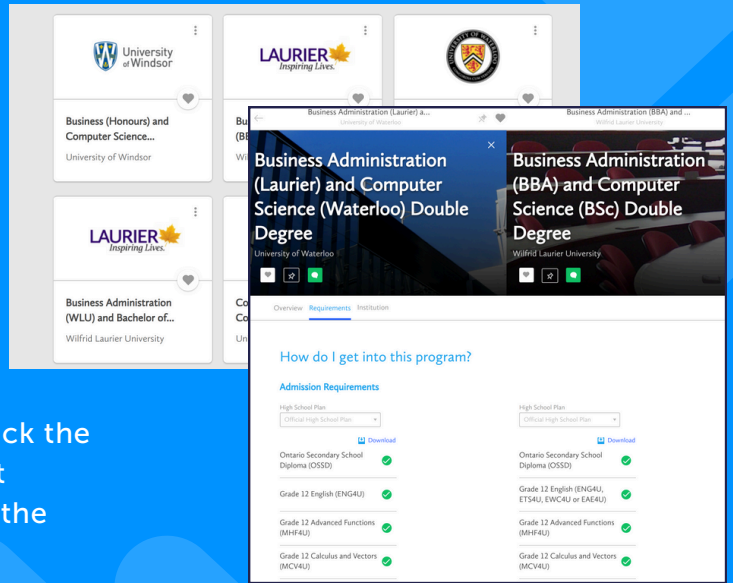 University
of Windsor
Business (Honours) and
Computer Science...
University of Windsor
LAURIER
Inspiring Lives.
Bu
(BB
Wil
UNIVERSITY OF WATERLOO
LAURIER
Inspiring Lives.
Business Administration
(WLU) and Bachelor of...
Wilfrid Laurier University
Co
Co
Un
Business Administration (Laurier) a...
University of Waterloo
Business Administration (BBA) and ...
Wilfrid Laurier University
Business Administration
(Laurier) and Computer
Science (Waterloo) Double
Degree
University of Waterloo
Business Administration
(BBA) and Computer
Science (BSc) Double
Degree
Wilfrid Laurier University
Overview Requirements Institution
How do I get into this program?
Admission Requirements
High School Plan
Official High School Plan
Download
Ontario Secondary School
Diploma (OSSD)
Grade 12 English (ENG4U)
Grade 12 Advanced Functions
(MHF4U)
Grade 12 Calculus and Vectors
(MCV4U)
High School Plan
Official High School Plan
Download
Ontario Secondary School
Diploma (OSSD)
Grade 12 English (ENG4U,
ETS4U, EWC4U or EAE4U)
Grade 12 Advanced Functions
(MHF4U)
Grade 12 Calculus and Vectors
(MCV4U)
ck the
t
the